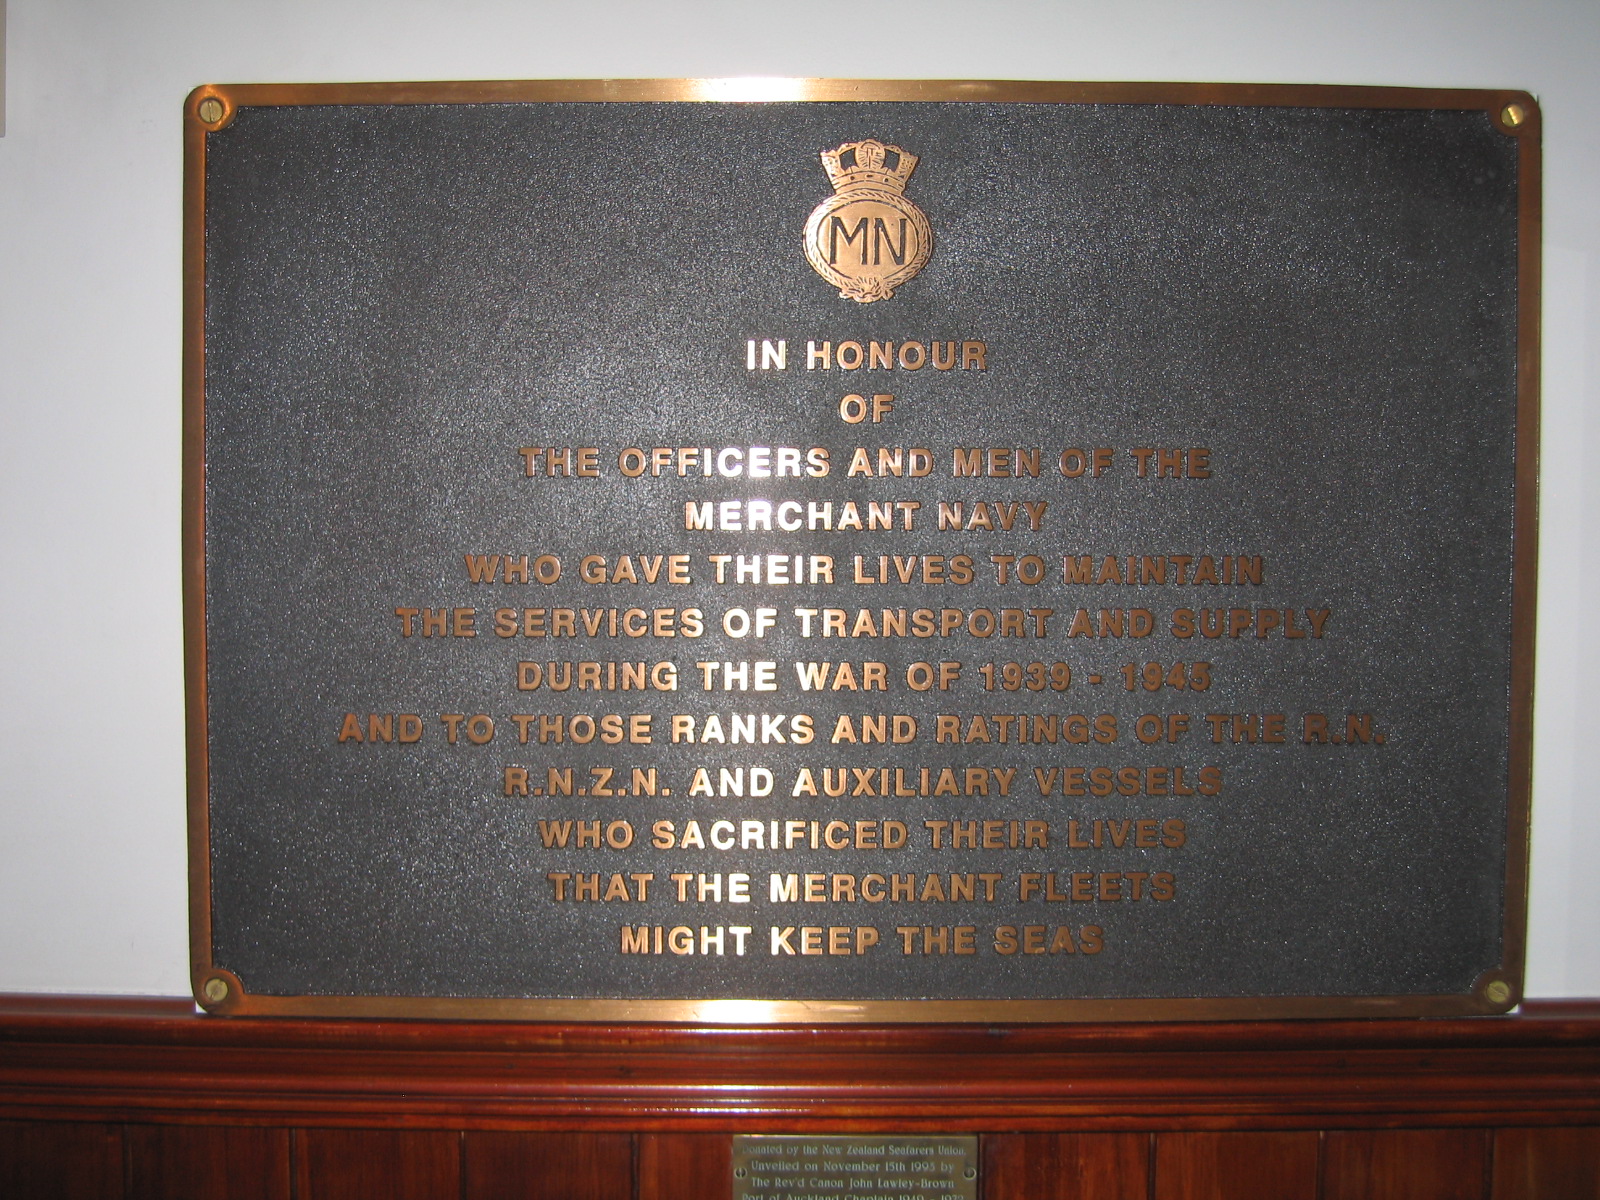 MN
IN HONOUR
OF
THE OFFICERS AND MEN OF THE
MERCHANT NAVY
WHO GAVE THEIR LIVES TO MAINTAIN
THE SERVICES OF TRANSPORT AND SUPPLY
DURING THE WAR OF 1939 - 1945
AND TO THOSE RANKS AND RATINGS OF THE R.N.
R.N.Z.N. AND AUXILIARY VESSELS
WHO SACRIFICED THEIR LIVES
THAT THE MERCHANT FLEETS
MIGHT KEEP THE SEAS
Donated by the New Zealand Seafarers Union.
Unveiled on November 15th 1995 by
The Rev'd Canon John Lawley-Brown
Port of Auckland Chaplain